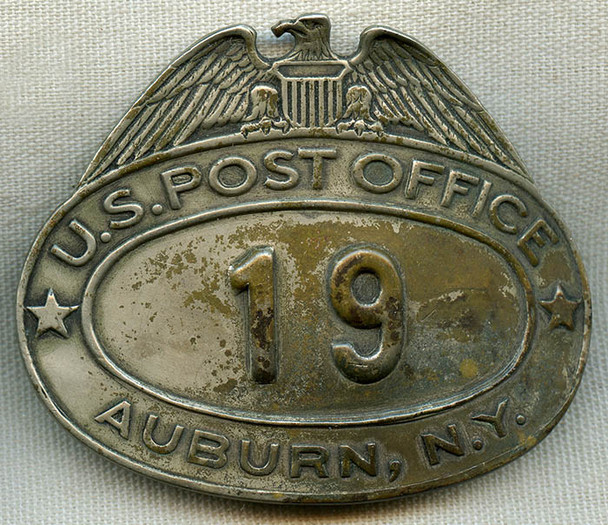 U.S. POST OFFICE
19
AUBURN, N.Y.